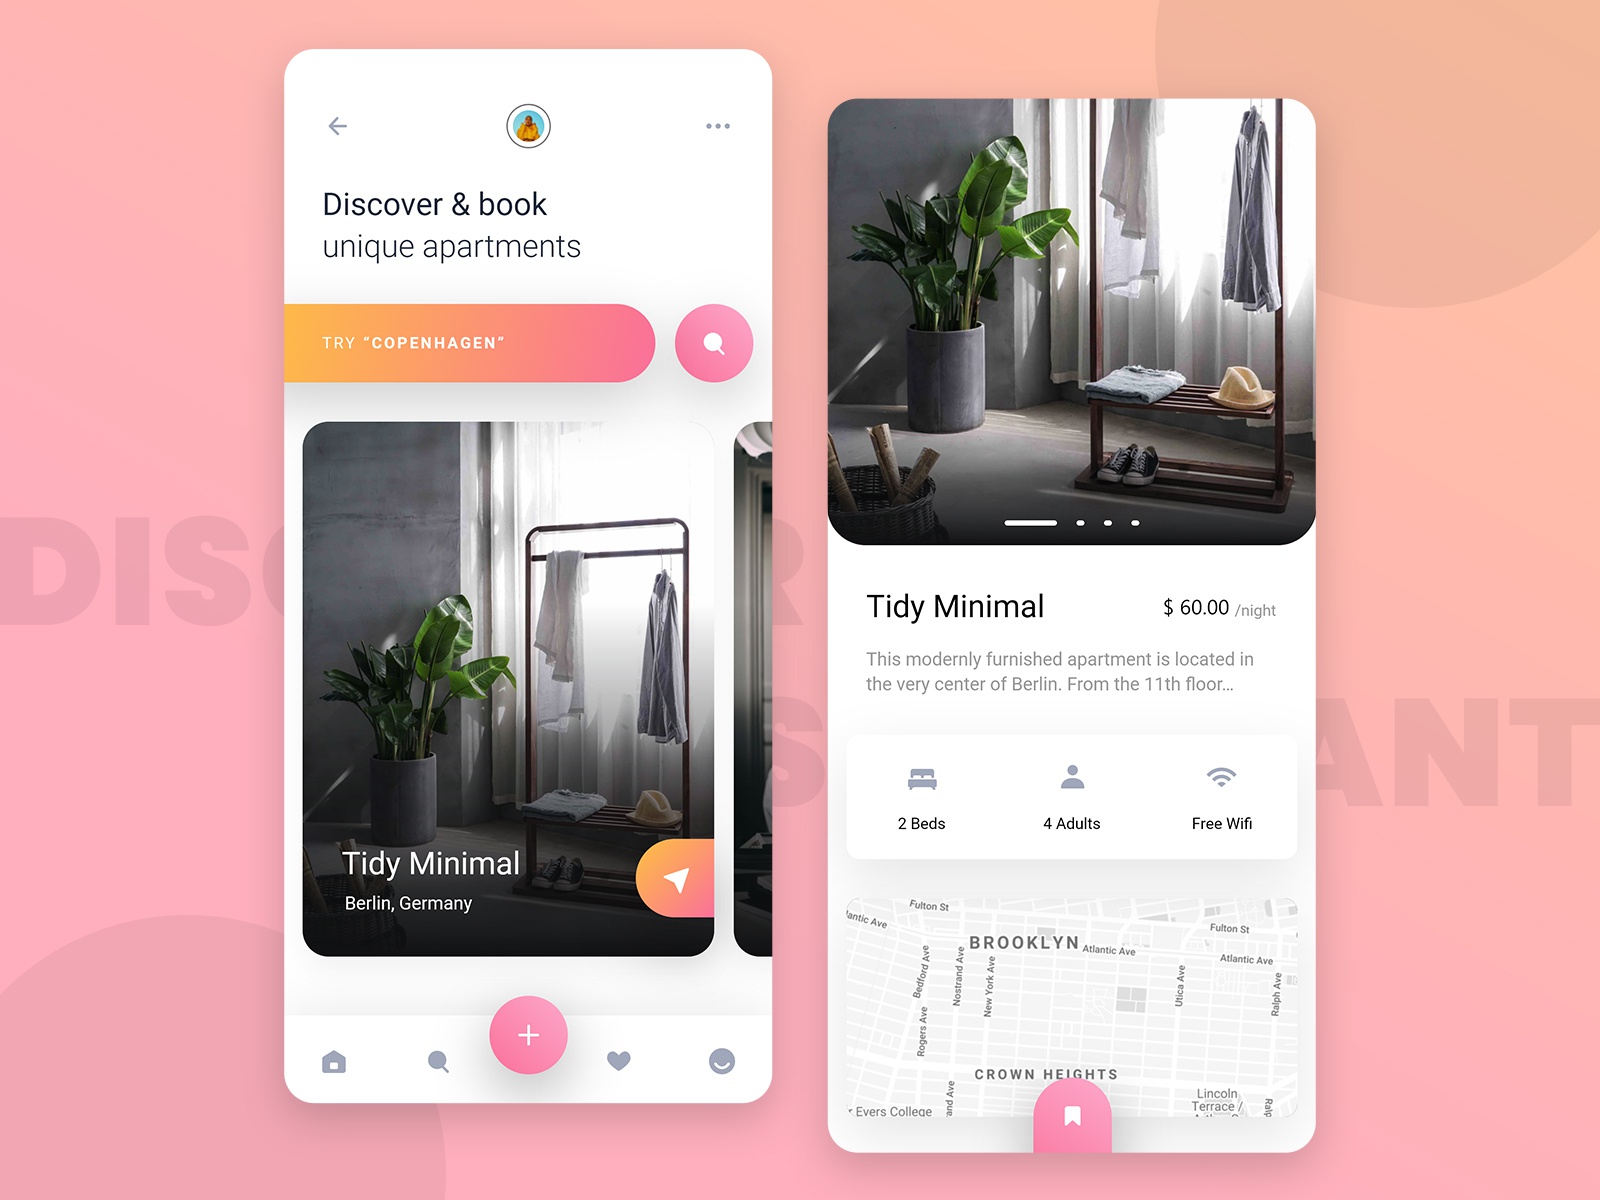 Discover & book
unique apartments
TRY “COPENHAGEN”
Tidy Minimal
Berlin, Germany
Tidy Minimal
$ 60.00 /night
This modernly furnished apartment is located in
the very center of Berlin. From the 11th floor...
2 Beds
4 Adults
Free Wifi
Fulton St
lantic Ave
Fulton St
BROOKLYN
Atlantic Ave
Atlantic Ave
Bedford Ave
Nostrand Ave
New York Ave
Utica Ave
Ralph Ave
Rogers Ave
CROWN HEIGHTS
and Ave
r Evers College
Lincoln
Terrace /
Ralp
DISC
R
S
ANT